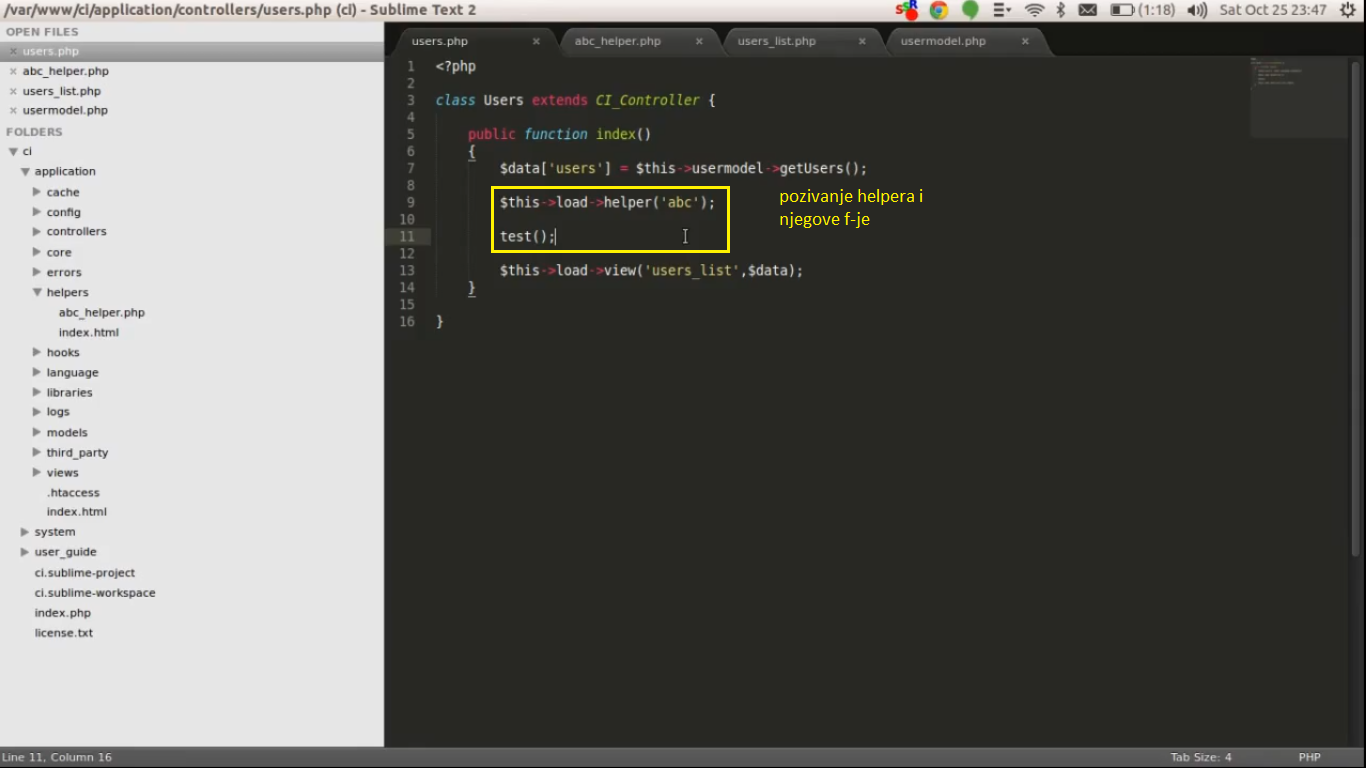 /var/www/ci/application/controllers/users.php (ci) - Sublime Text 2
(1:18)
Sat Oct 25 23:47
OPEN FILES
users.php
abc_helper.php
users_list.php
usermodel.php
FOLDERS
ci
application
cache
config
controllers
core
errors
helpers
abc_helper.php
index.html
hooks
language
libraries
logs
models
third_party
views
.htaccess
index.html
system
user_guide
ci.sublime-project
ci.sublime-workspace
index.php
license.txt
users.php × abc_helper.php × users_list.php × usermodel.php ×
1 <?php
2
3 class Users extends CI_Controller {
4
5 public function index()
6 {
7 $data['users'] = $this->usermodel->getUsers();
8
9 $this->load->helper('abc');
10
11 test();
12
13 $this->load->view('users_list',$data);
14 }
15
16 }
pozivanje helpera i
njegove f-je
Line 11, Column 16
Tab Size: 4
PHP